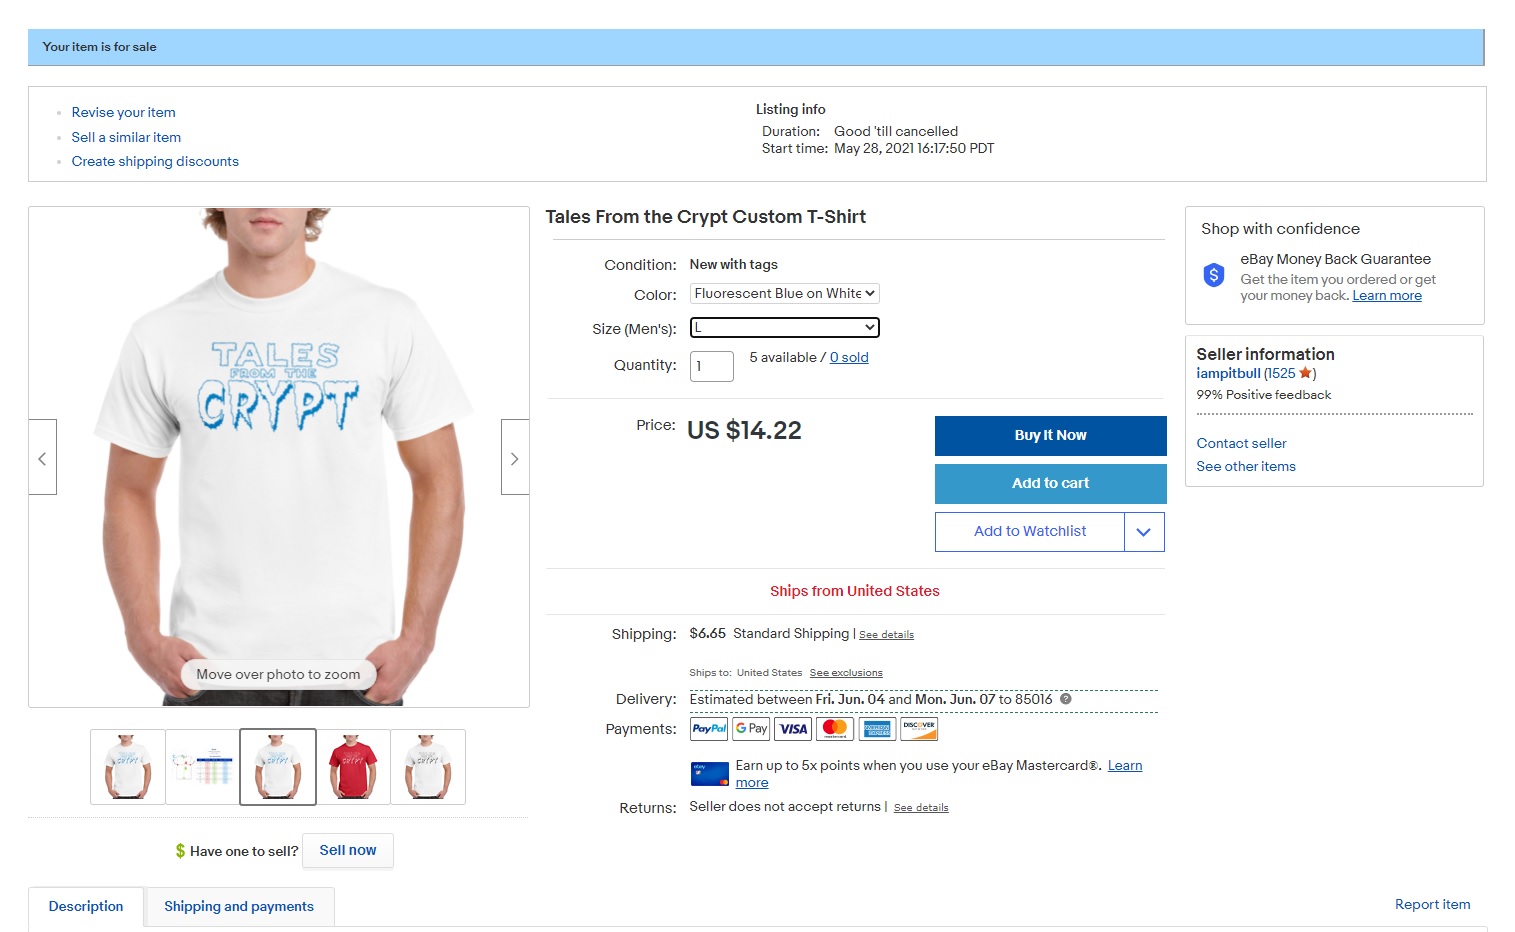 Your item is for sale
Revise your item
Sell a similar item
Create shipping discounts
Listing info
Duration: Good 'till cancelled
Start time: May 28, 2021 16:17:50 PDT
TALES
FROM THE
CRYPT
Move over photo to zoom
Have one to sell? Sell now
Tales From the Crypt Custom T-Shirt
Condition: New with tags
Color: Fluorescent Blue on White
Size (Men's): L
Quantity: 1 5 available / 0 sold
Price: US $14.22
Buy It Now
Add to cart
Add to Watchlist
Ships from United States
Shipping: $6.65 Standard Shipping | See details
Ships to: United States See exclusions
Delivery: Estimated between Fri. Jun. 04 and Mon. Jun. 07 to 85016 ?
Payments: PayPal G Pay VISA mastercard AMERICAN EXPRESS DISCOVER
Earn up to 5x points when you use your eBay Mastercard®. Learn
more
Returns: Seller does not accept returns | See details
Shop with confidence
eBay Money Back Guarantee
Get the item you ordered or get
your money back. Learn more
Seller information
iampitbull (1525 )
99% Positive feedback
Contact seller
See other items
Description
Shipping and payments
Report item